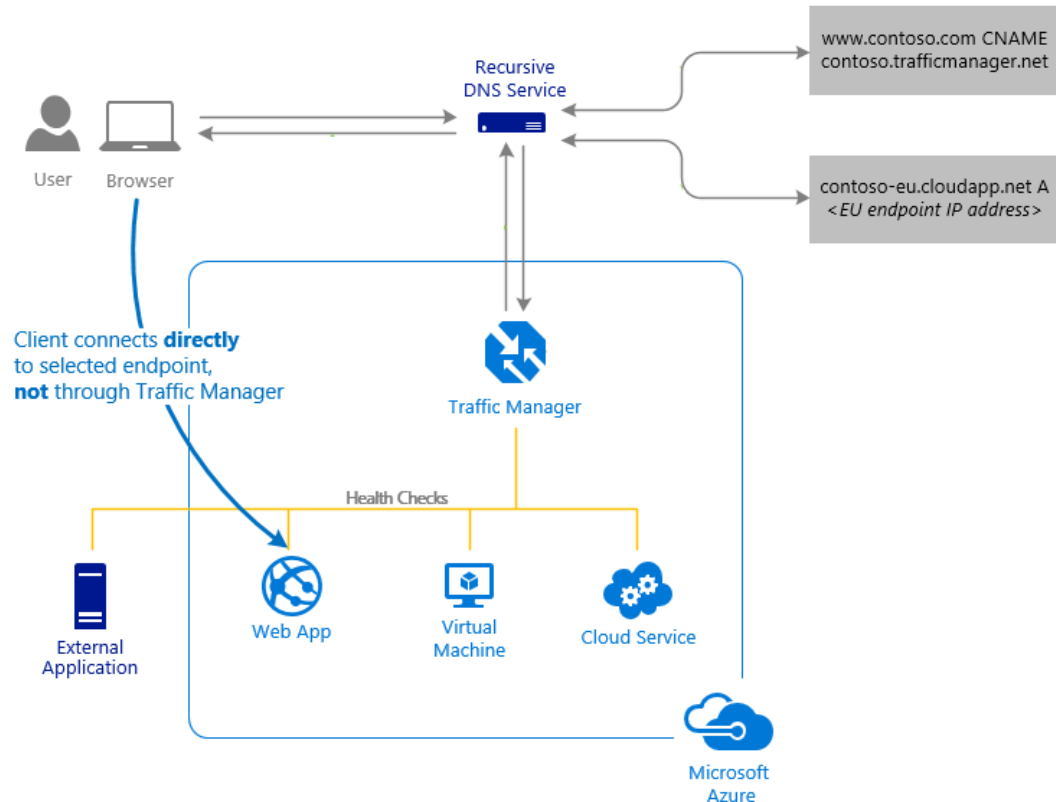 www.contoso.com CNAME
contoso.trafficmanager.net
Recursive
DNS Service
User
Browser
contoso-eu.cloudapp.net A
<EU endpoint IP address>
Client connects directly
to selected endpoint,
not through Traffic Manager
Traffic Manager
Health Checks
External
Application
Web App
Virtual
Machine
Cloud Service
Microsoft
Azure